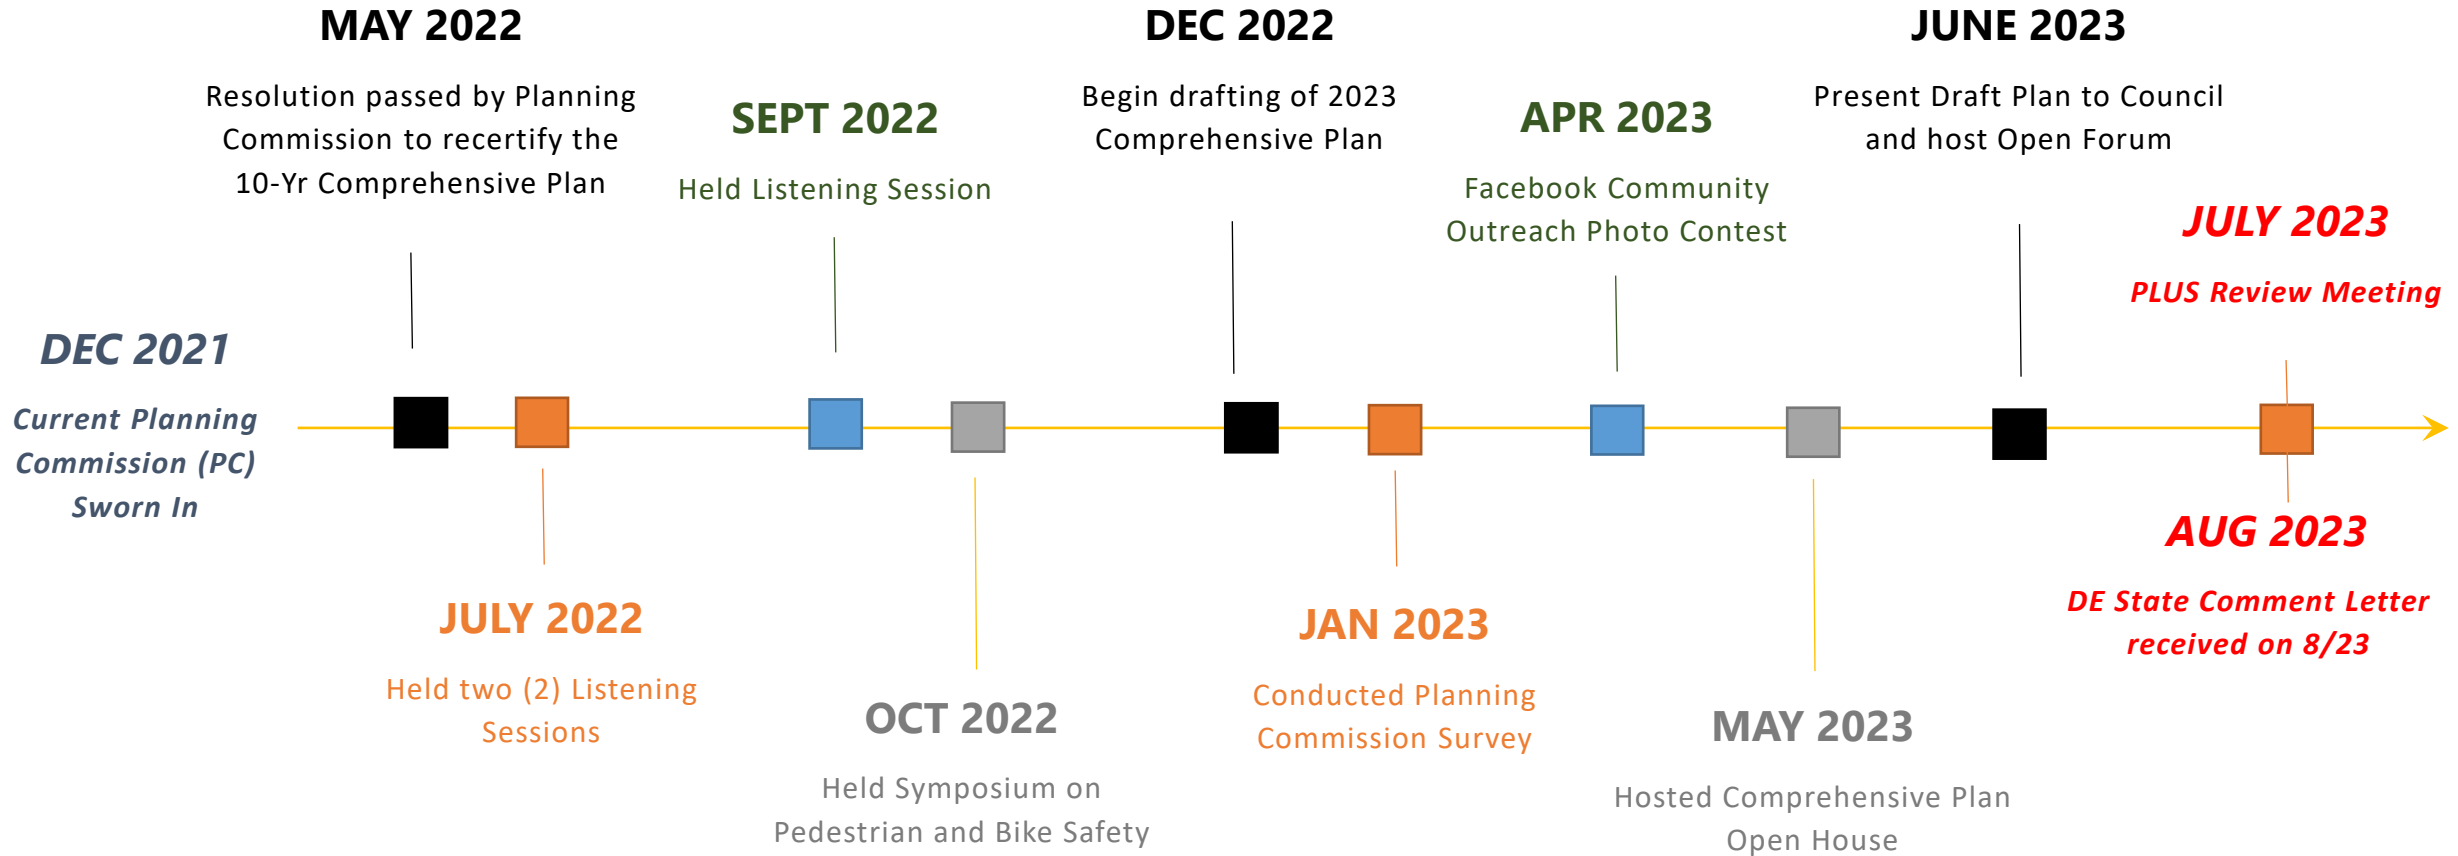 DEC 2021
Current Planning
Commission (PC)
Sworn In
MAY 2022
Resolution passed by Planning
Commission to recertify the
10-Yr Comprehensive Plan
JULY 2022
Held two (2) Listening
Sessions
SEPT 2022
Held Listening Session
OCT 2022
Held Symposium on
Pedestrian and Bike Safety
DEC 2022
Begin drafting of 2023
Comprehensive Plan
JAN 2023
Conducted Planning
Commission Survey
APR 2023
Facebook Community
Outreach Photo Contest
MAY 2023
Hosted Comprehensive Plan
Open House
JUNE 2023
Present Draft Plan to Council
and host Open Forum
JULY 2023
PLUS Review Meeting
AUG 2023
DE State Comment Letter
received on 8/23